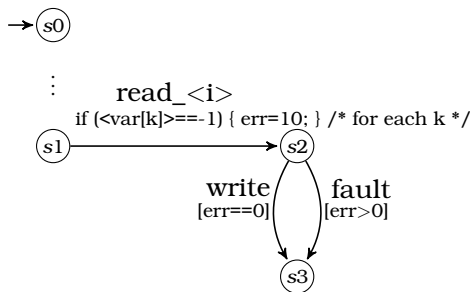 s0
⋮
read_<i>
if (<var[k]>==-1) { err=10; } /* for each k */
s1
s2
write
fault
[err==0]
[err>0]
s3